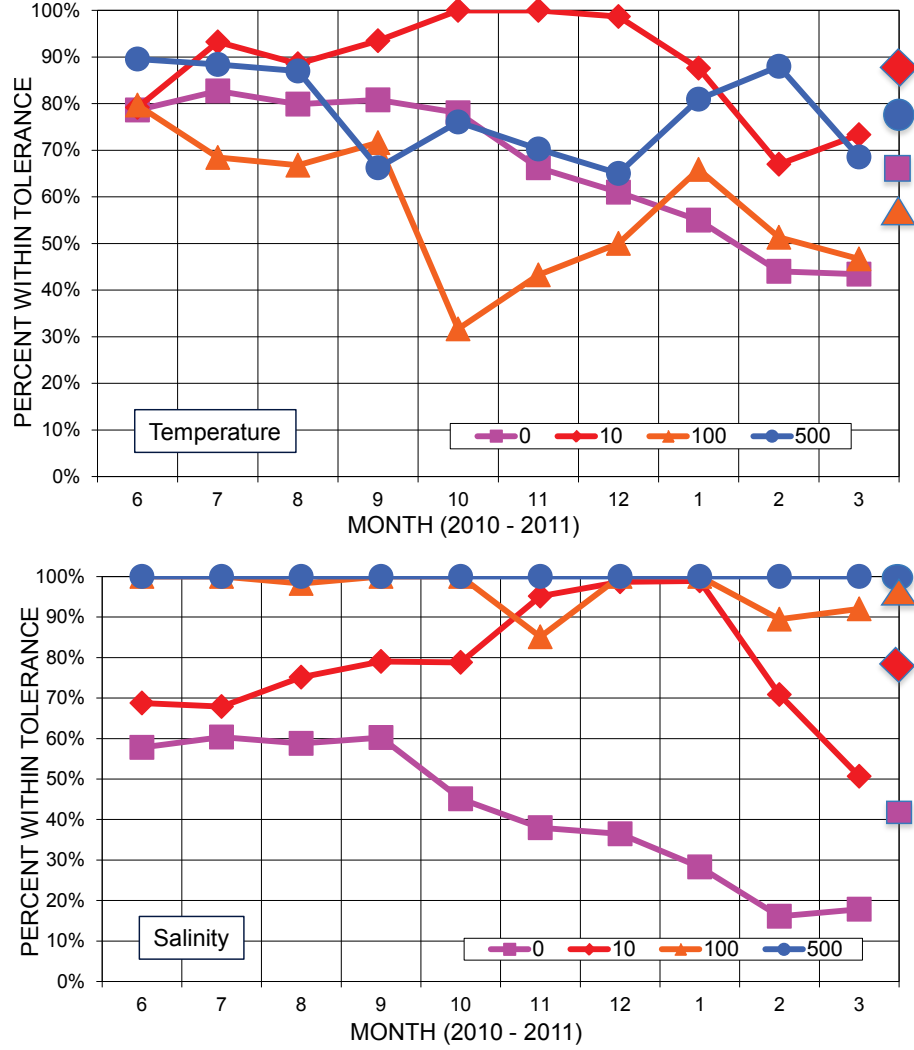 100%
90%
80%
70%
60%
50%
40%
30%
20%
10%
0%
PERCENT WITHIN TOLERANCE
Temperature
0 10 100 500
6 7 8 9 10 11 12 1 2 3
MONTH (2010 - 2011)
100%
90%
80%
70%
60%
50%
40%
30%
20%
10%
0%
PERCENT WITHIN TOLERANCE
Salinity
0 10 100 500
6 7 8 9 10 11 12 1 2 3
MONTH (2010 - 2011)